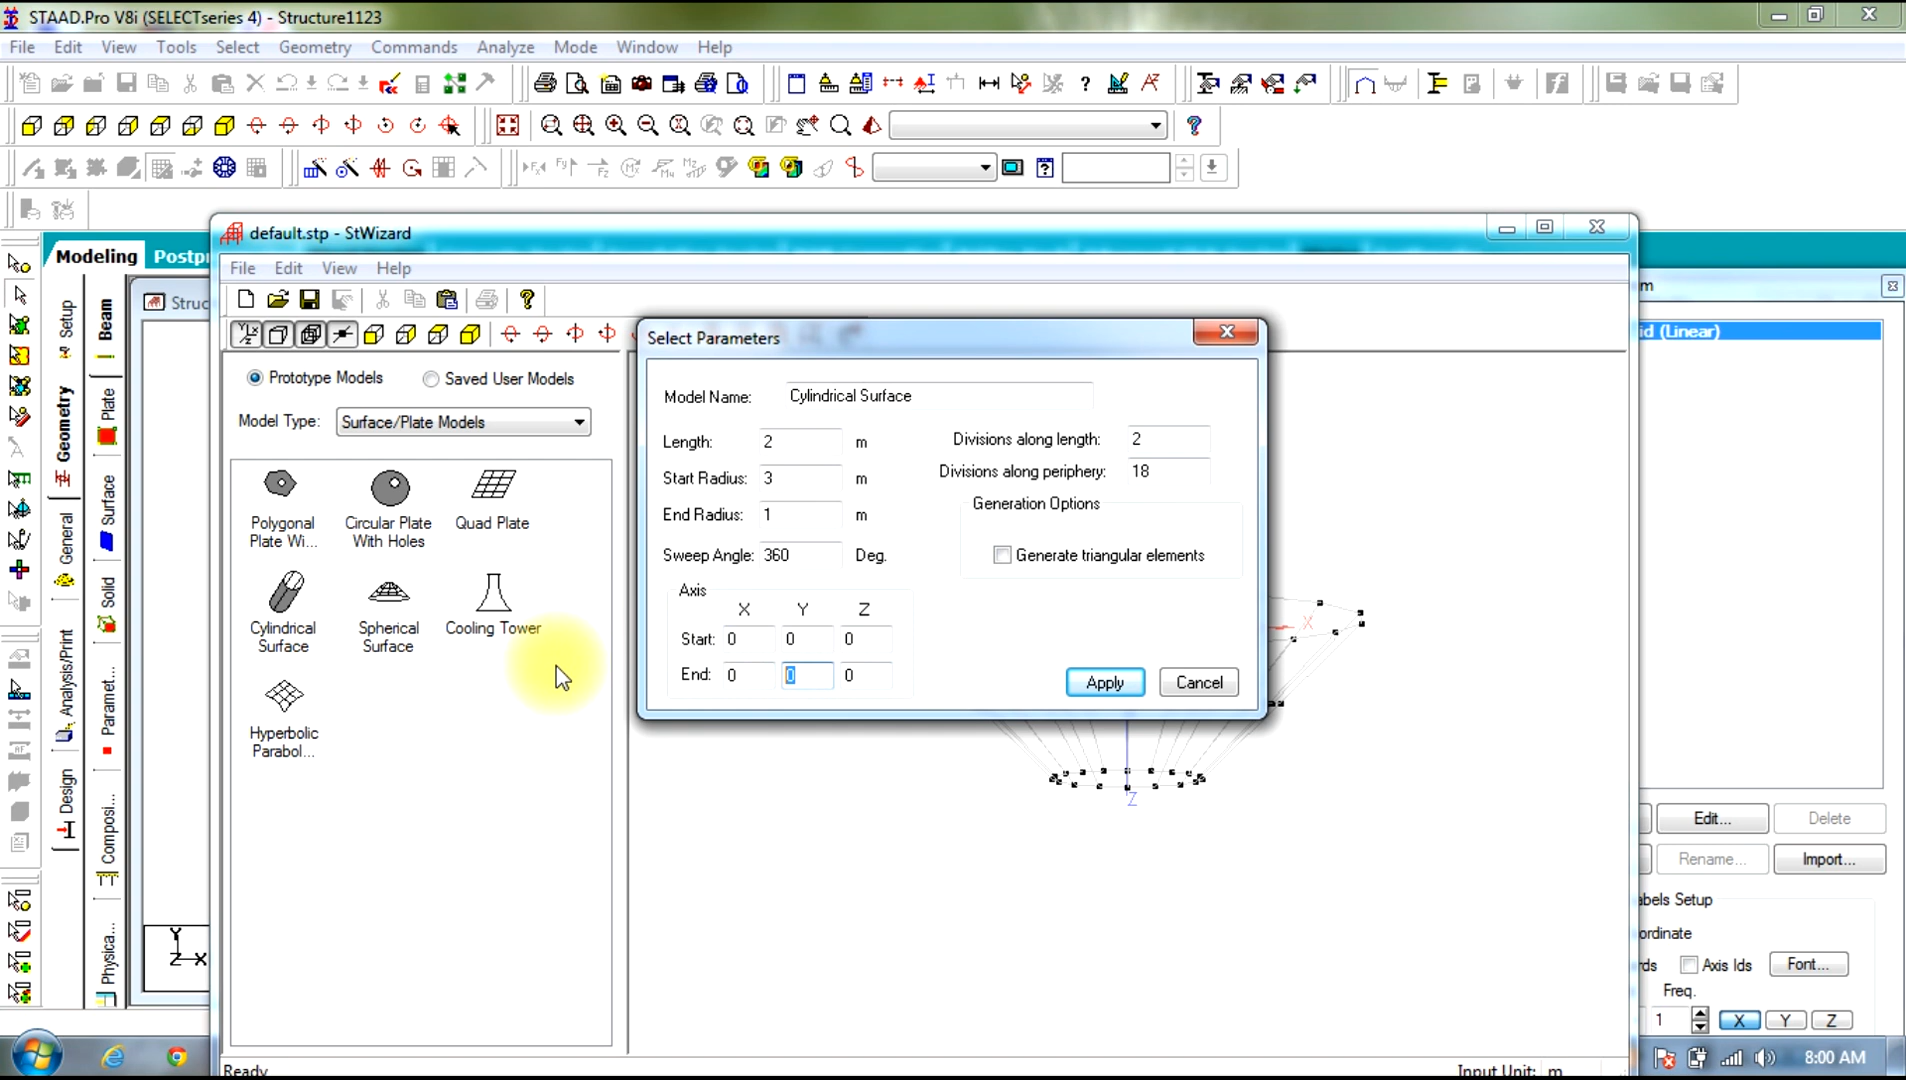 STAAD.Pro V8i (SELECTseries 4) - Structure1123
File Edit View Tools Select Geometry Commands Analyze Mode Window Help
Modeling
default.stp - StWizard
File Edit View Help
Prototype Models
Saved User Models
Model Type: Surface/Plate Models
Polygonal Plate Wi...
Circular Plate With Holes
Quad Plate
Cylindrical Surface
Spherical Surface
Cooling Tower
Hyperbolic Parabol...
Select Parameters
Model Name: Cylindrical Surface
Length: 2 m
Start Radius: 3 m
End Radius: 1 m
Sweep Angle: 360 Deg.
Divisions along length: 2
Divisions along periphery: 18
Generation Options
Generate triangular elements
Axis
X Y Z
Start: 0 0 0
End: 0 0 0
Apply Cancel
X
Z
Ready
Input Unit: m
Setup
Geometry
General
Analysis/Print
Design
Beam
Plate
Surface
Solid
Paramet...
Composi...
Physica...
Y
Z X
(Linear)
Edit...
Delete
Rename...
Import...
Setup
Axis Ids
Font...
Freq.
1 X Y Z
8:00 AM